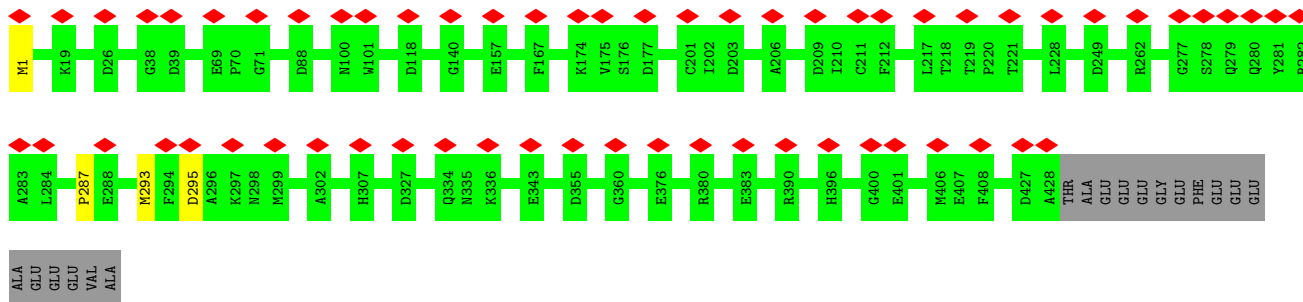 M1 K19 D26 G38 D39 E69 P70 G71 D88 N100 W101 D118 G140 E157 F167 K174 V175 S176 D177 C201 I202 D203 A206 D209 I210 C211 F212 L217 T218 T219 P220 T221 L228 D249 R262 G277 S278 Q279 Q280 Y281
A283 L284 P287 E288 M293 F294 D295 A296 K297 N298 M299 A302 H307 D327 Q334 N335 K336 E343 D355 G360 E376 R380 E383 R390 H396 G400 E401 M406 E407 F408 D427 A428 THR ALA GLU GLU GLU GLY GLU PHE GLU GLU GLU
ALA GLU GLU GLU VAL ALA